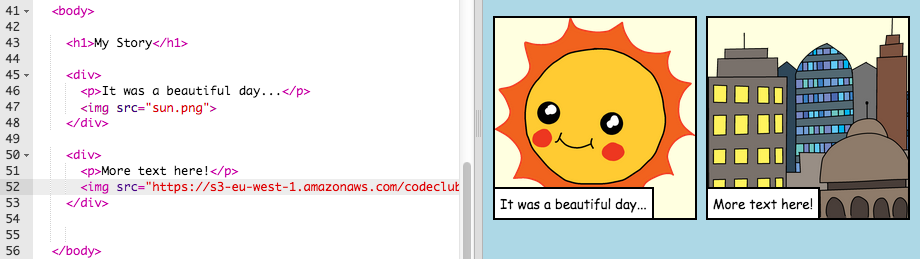 41 <body>
42
43 <h1>My Story</h1>
44
45 <div>
46 <p>It was a beautiful day...</p>
47 <img src="sun.png">
48 </div>
49
50 <div>
51 <p>More text here!</p>
52 <img src="https://s3-eu-west-1.amazonaws.com/codeclub
53 </div>
54
55
56 </body>
It was a beautiful day...
More text here!